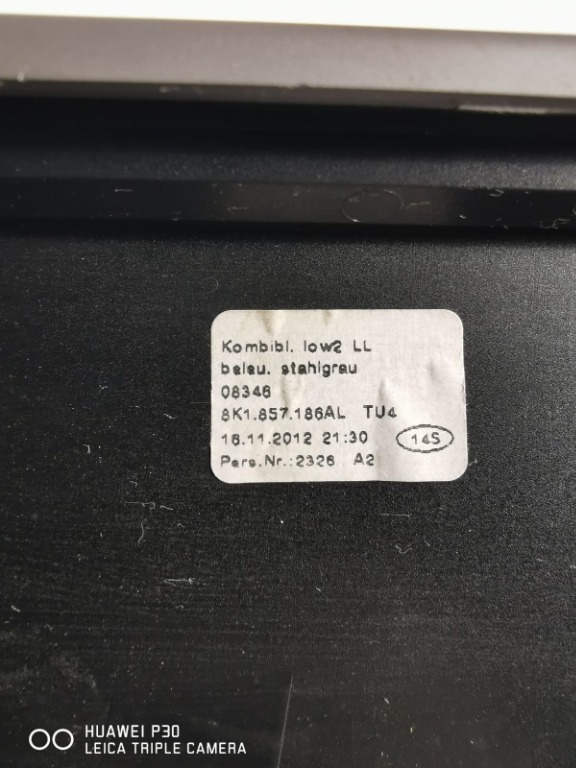 Kombibl. low2 LL
beleu. stahlgrau
08346
8K1.857.186AL TU4
16.11.2012 21:30 14S
Pers.Nr.:2326 A2
HUAWEI P30
LEICA TRIPLE CAMERA